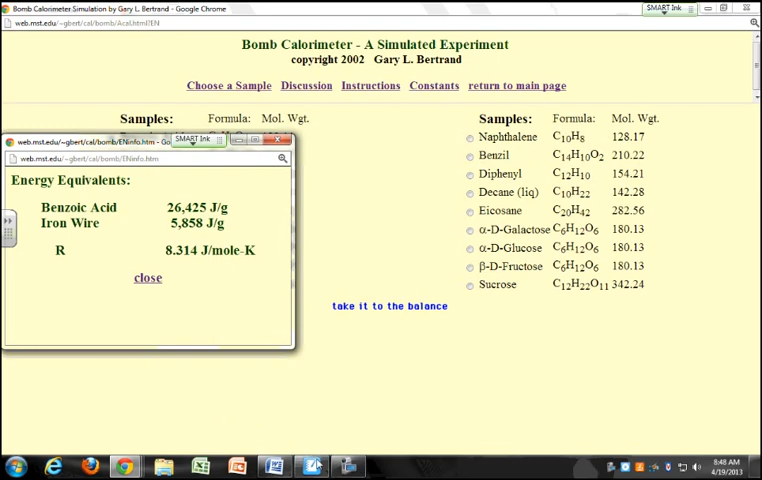 Bomb Calorimeter Simulation by Gary L. Bertrand - Google Chrome
SMART Ink
web.mst.edu/~gbert/cal/bomb/Acal.html?EN
Bomb Calorimeter - A Simulated Experiment
copyright 2002 Gary L. Bertrand
Choose a Sample Discussion Instructions Constants return to main page
Samples: Formula: Mol. Wgt.
Samples: Formula: Mol. Wgt.
Naphthalene C10H8 128.17
Benzil C14H10O2 210.22
Diphenyl C12H10 154.21
Decane (liq) C10H22 142.28
Eicosane C20H42 282.56
α-D-Galactose C6H12O6 180.13
α-D-Glucose C6H12O6 180.13
β-D-Fructose C6H12O6 180.13
Sucrose C12H22O11 342.24
take it to the balance
web.mst.edu/~gbert/cal/bomb/ENinfo.htm - Go
SMART Ink
web.mst.edu/~gbert/cal/bomb/ENinfo.htm
Energy Equivalents:
Benzoic Acid 26,425 J/g
Iron Wire 5,858 J/g
R 8.314 J/mole-K
close
8:48 AM
4/19/2013